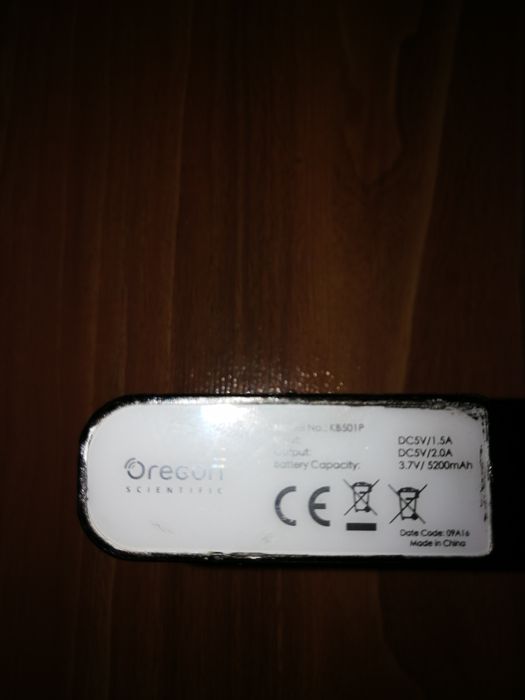 Oregon
SCIENTIFIC
No.: KB501P
DC5V/1.5A
Output: DC5V/2.0A
Battery Capacity: 3.7V/ 5200mAh
CE
Date Code: 09A16
Made in China